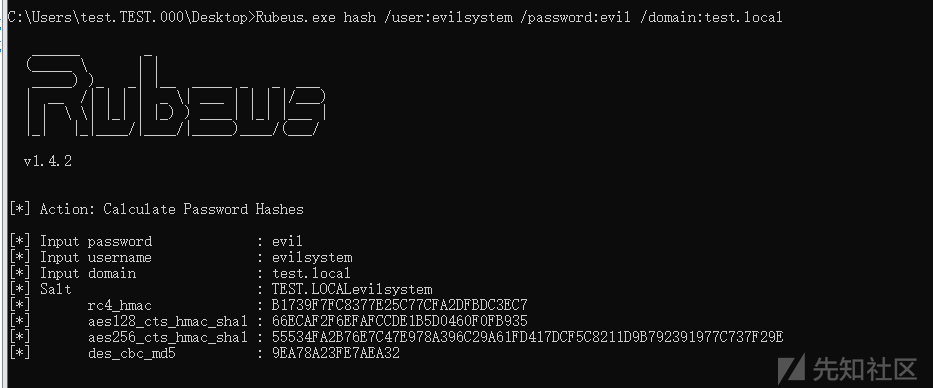 C:\Users\test.TEST.000\Desktop>Rubeus.exe hash /user:evilsystem /password:evil /domain:test.local
Rubeus
v1.4.2
[*] Action: Calculate Password Hashes
[*] Input password : evil
[*] Input username : evilsystem
[*] Input domain : test.local
[*] Salt : TEST.LOCALevilsystem
[*] rc4_hmac : B1739F7FC8377E25C77CFA2DFBDC3EC7
[*] aes128_cts_hmac_sha1 : 66ECAF2F6EFAFCCDE1B5D0460F0FB935
[*] aes256_cts_hmac_sha1 : 55534FA2B76E7C47E978A396C29A61FD417DCF5C8211D9B792391977C737F29E
[*] des_cbc_md5 : 9EA78A23FE7AEA32
先知社区